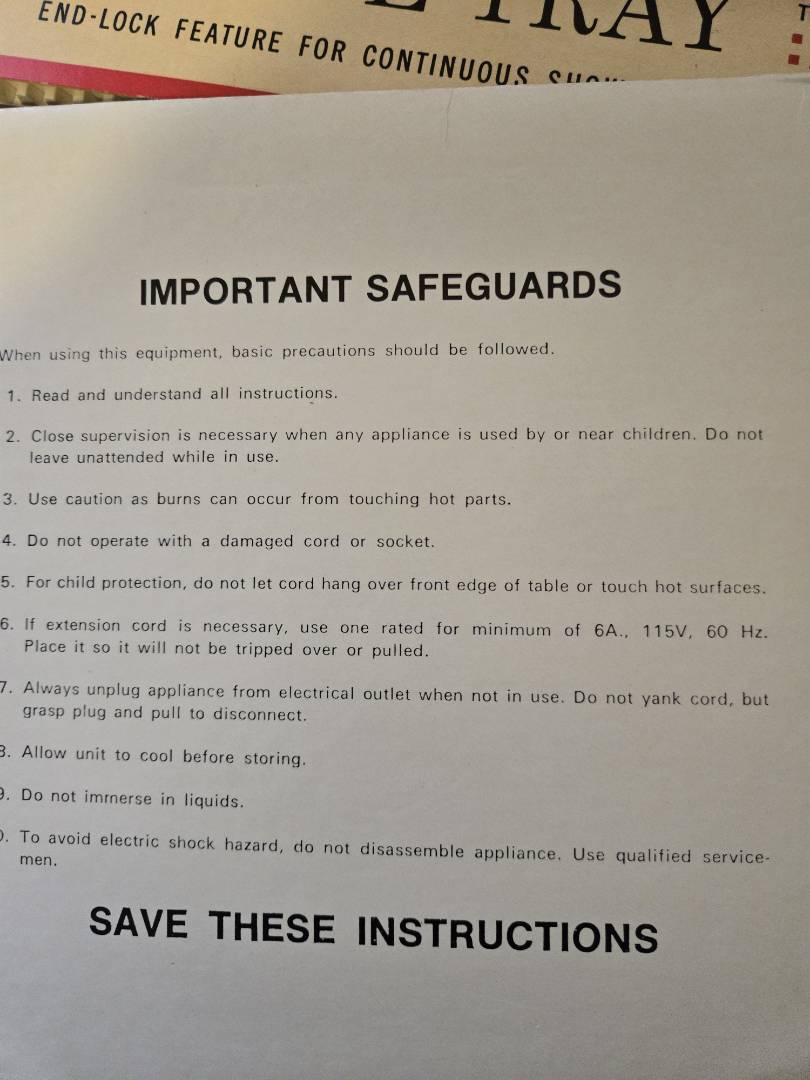 END-LOCK FEATURE FOR CONTINUOUS
TRAY
IMPORTANT SAFEGUARDS
When using this equipment, basic precautions should be followed.
1. Read and understand all instructions.
2. Close supervision is necessary when any appliance is used by or near children. Do not
leave unattended while in use.
3. Use caution as burns can occur from touching hot parts.
4. Do not operate with a damaged cord or socket.
5. For child protection, do not let cord hang over front edge of table or touch hot surfaces.
6. If extension cord is necessary, use one rated for minimum of 6A., 115V, 60 Hz.
Place it so it will not be tripped over or pulled.
7. Always unplug appliance from electrical outlet when not in use. Do not yank cord, but
grasp plug and pull to disconnect.
8. Allow unit to cool before storing.
9. Do not imrnerse in liquids.
0. To avoid electric shock hazard, do not disassemble appliance. Use qualified service-
men.
SAVE THESE INSTRUCTIONS